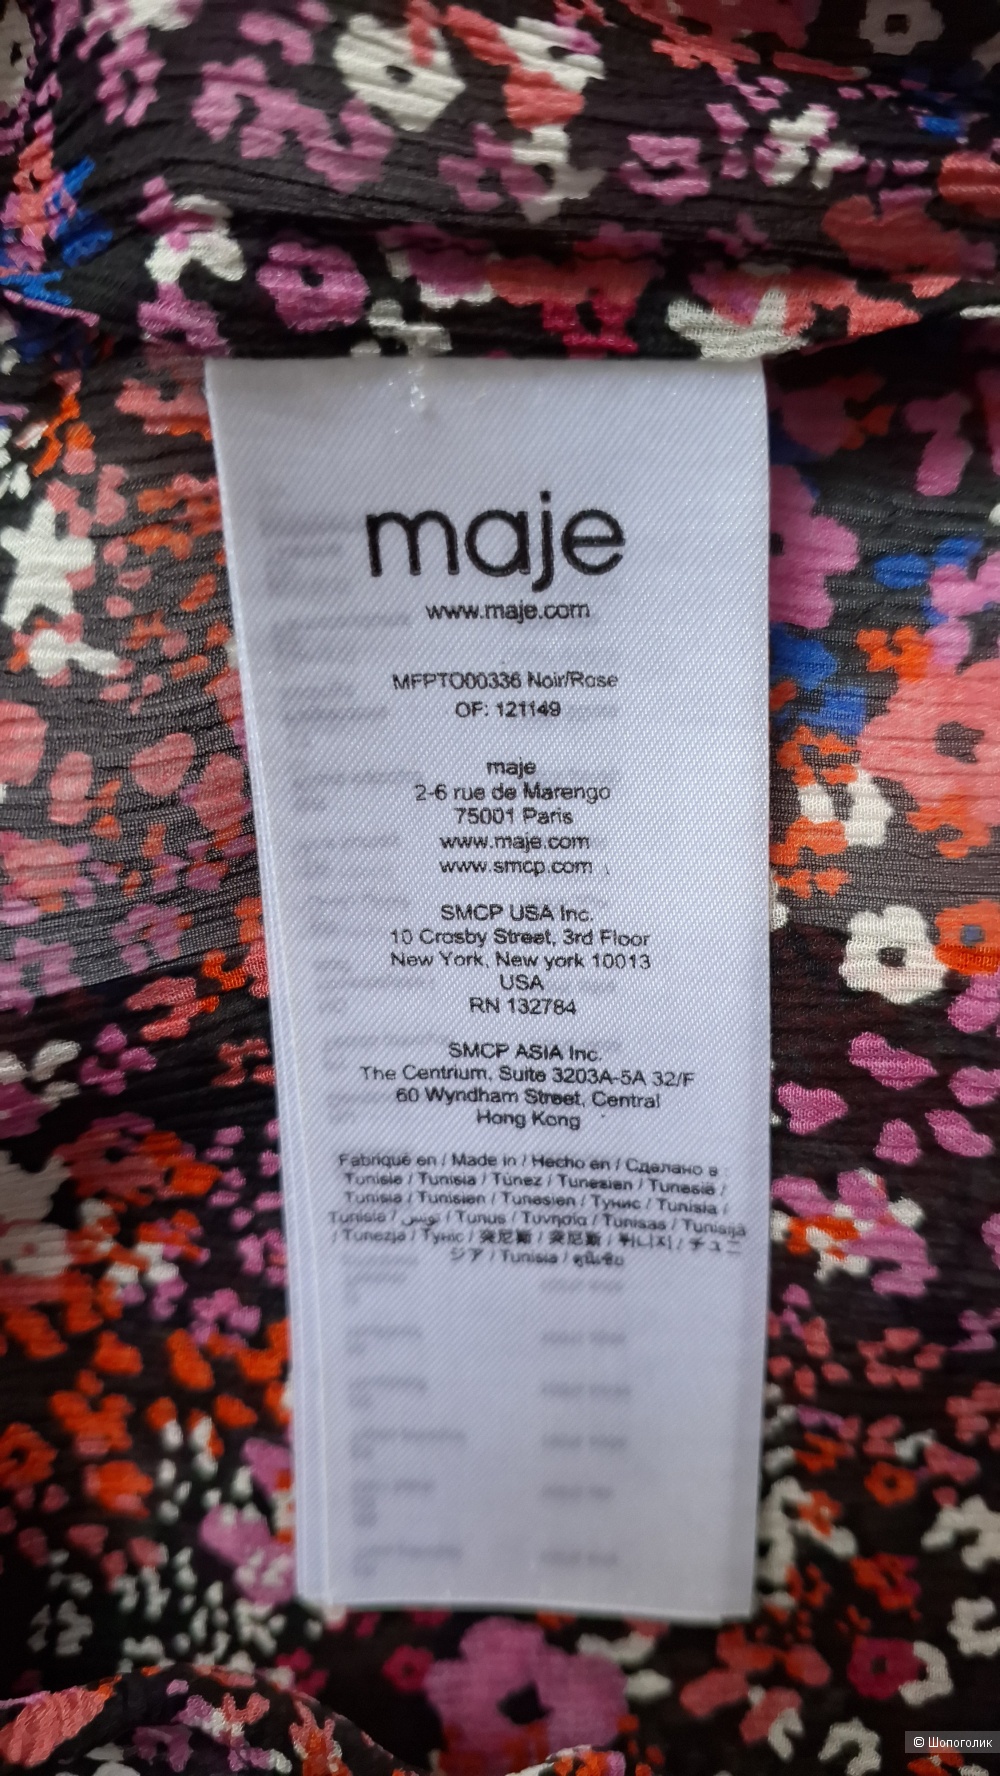 maje
www.maje.com
MFPTO00336 Noir/Rose
OF: 121149
maje
2-6 rue de Marengo
75001 Paris
www.maje.com
www.smcp.com
SMCP USA Inc.
10 Crosby Street, 3rd Floor
New York, New york 10013
USA
RN 132784
SMCP ASIA Inc.
The Centrium, Suite 3203A-5A 32/F
60 Wyndham Street, Central
Hong Kong
Fabriqué en / Made in / Hecho en / Сделано в
Tunisie / Tunisia / Túnez / Tunesien / Tunesië /
Tunisia / Tunisien / Tunesien / Тунис / Tunisia /
Tunísia / تونس / Tunus / Τυνησία / Tunisas / Tunisijā
/ Tunezja / Туніс / 突尼斯 / 突尼斯 / 튀니지 / チュニ
ジア / Tunisia / ตูนิเซีย
© Шопоголик